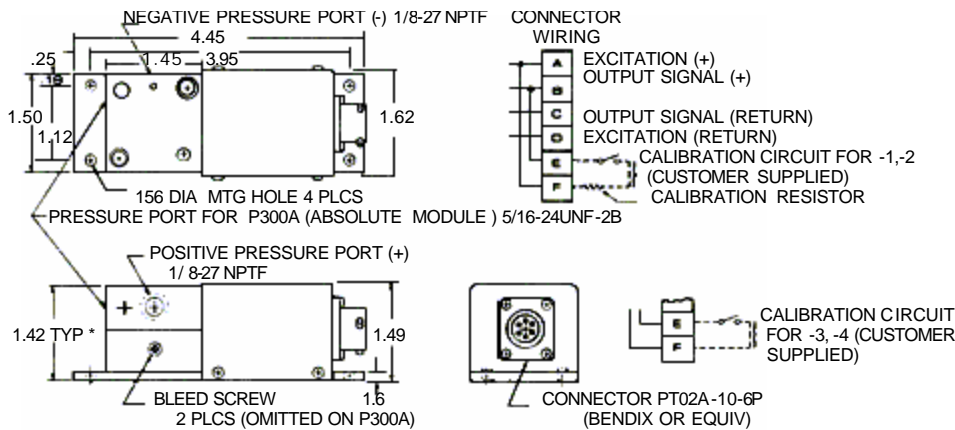 NEGATIVE PRESSURE PORT (-) 1/8-27 NPTF
CONNECTOR
WIRING
4.45
.25
1.45
3.95
.19
1.50
1.12
1.62
A
EXCITATION (+)
OUTPUT SIGNAL (+)
B
C
OUTPUT SIGNAL (RETURN)
D
EXCITATION (RETURN)
E
CALIBRATION CIRCUIT FOR -1,-2
(CUSTOMER SUPPLIED)
F
CALIBRATION RESISTOR
156 DIA MTG HOLE 4 PLCS
PRESSURE PORT FOR P300A (ABSOLUTE MODULE ) 5/16-24UNF-2B
POSITIVE PRESSURE PORT (+)
1/ 8-27 NPTF
+
1.42 TYP *
1.49
1.6
BLEED SCREW
2 PLCS (OMITTED ON P300A)
CONNECTOR PT02A-10-6P
(BENDIX OR EQUIV)
E
F
CALIBRATION CIRCUIT
FOR -3, -4 (CUSTOMER
SUPPLIED)